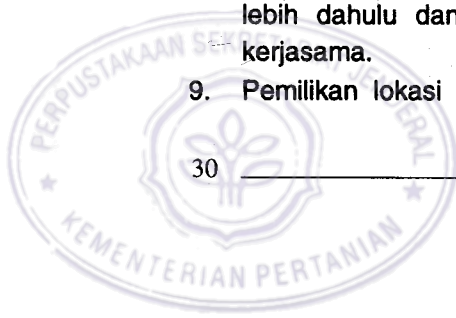 lebih dahulu dan
kerjasama.
9. Pemilikan lokasi
30
PERPUSTAKAAN SEKRETARIAT JENDERAL
KEMENTERIAN PERTANIAN